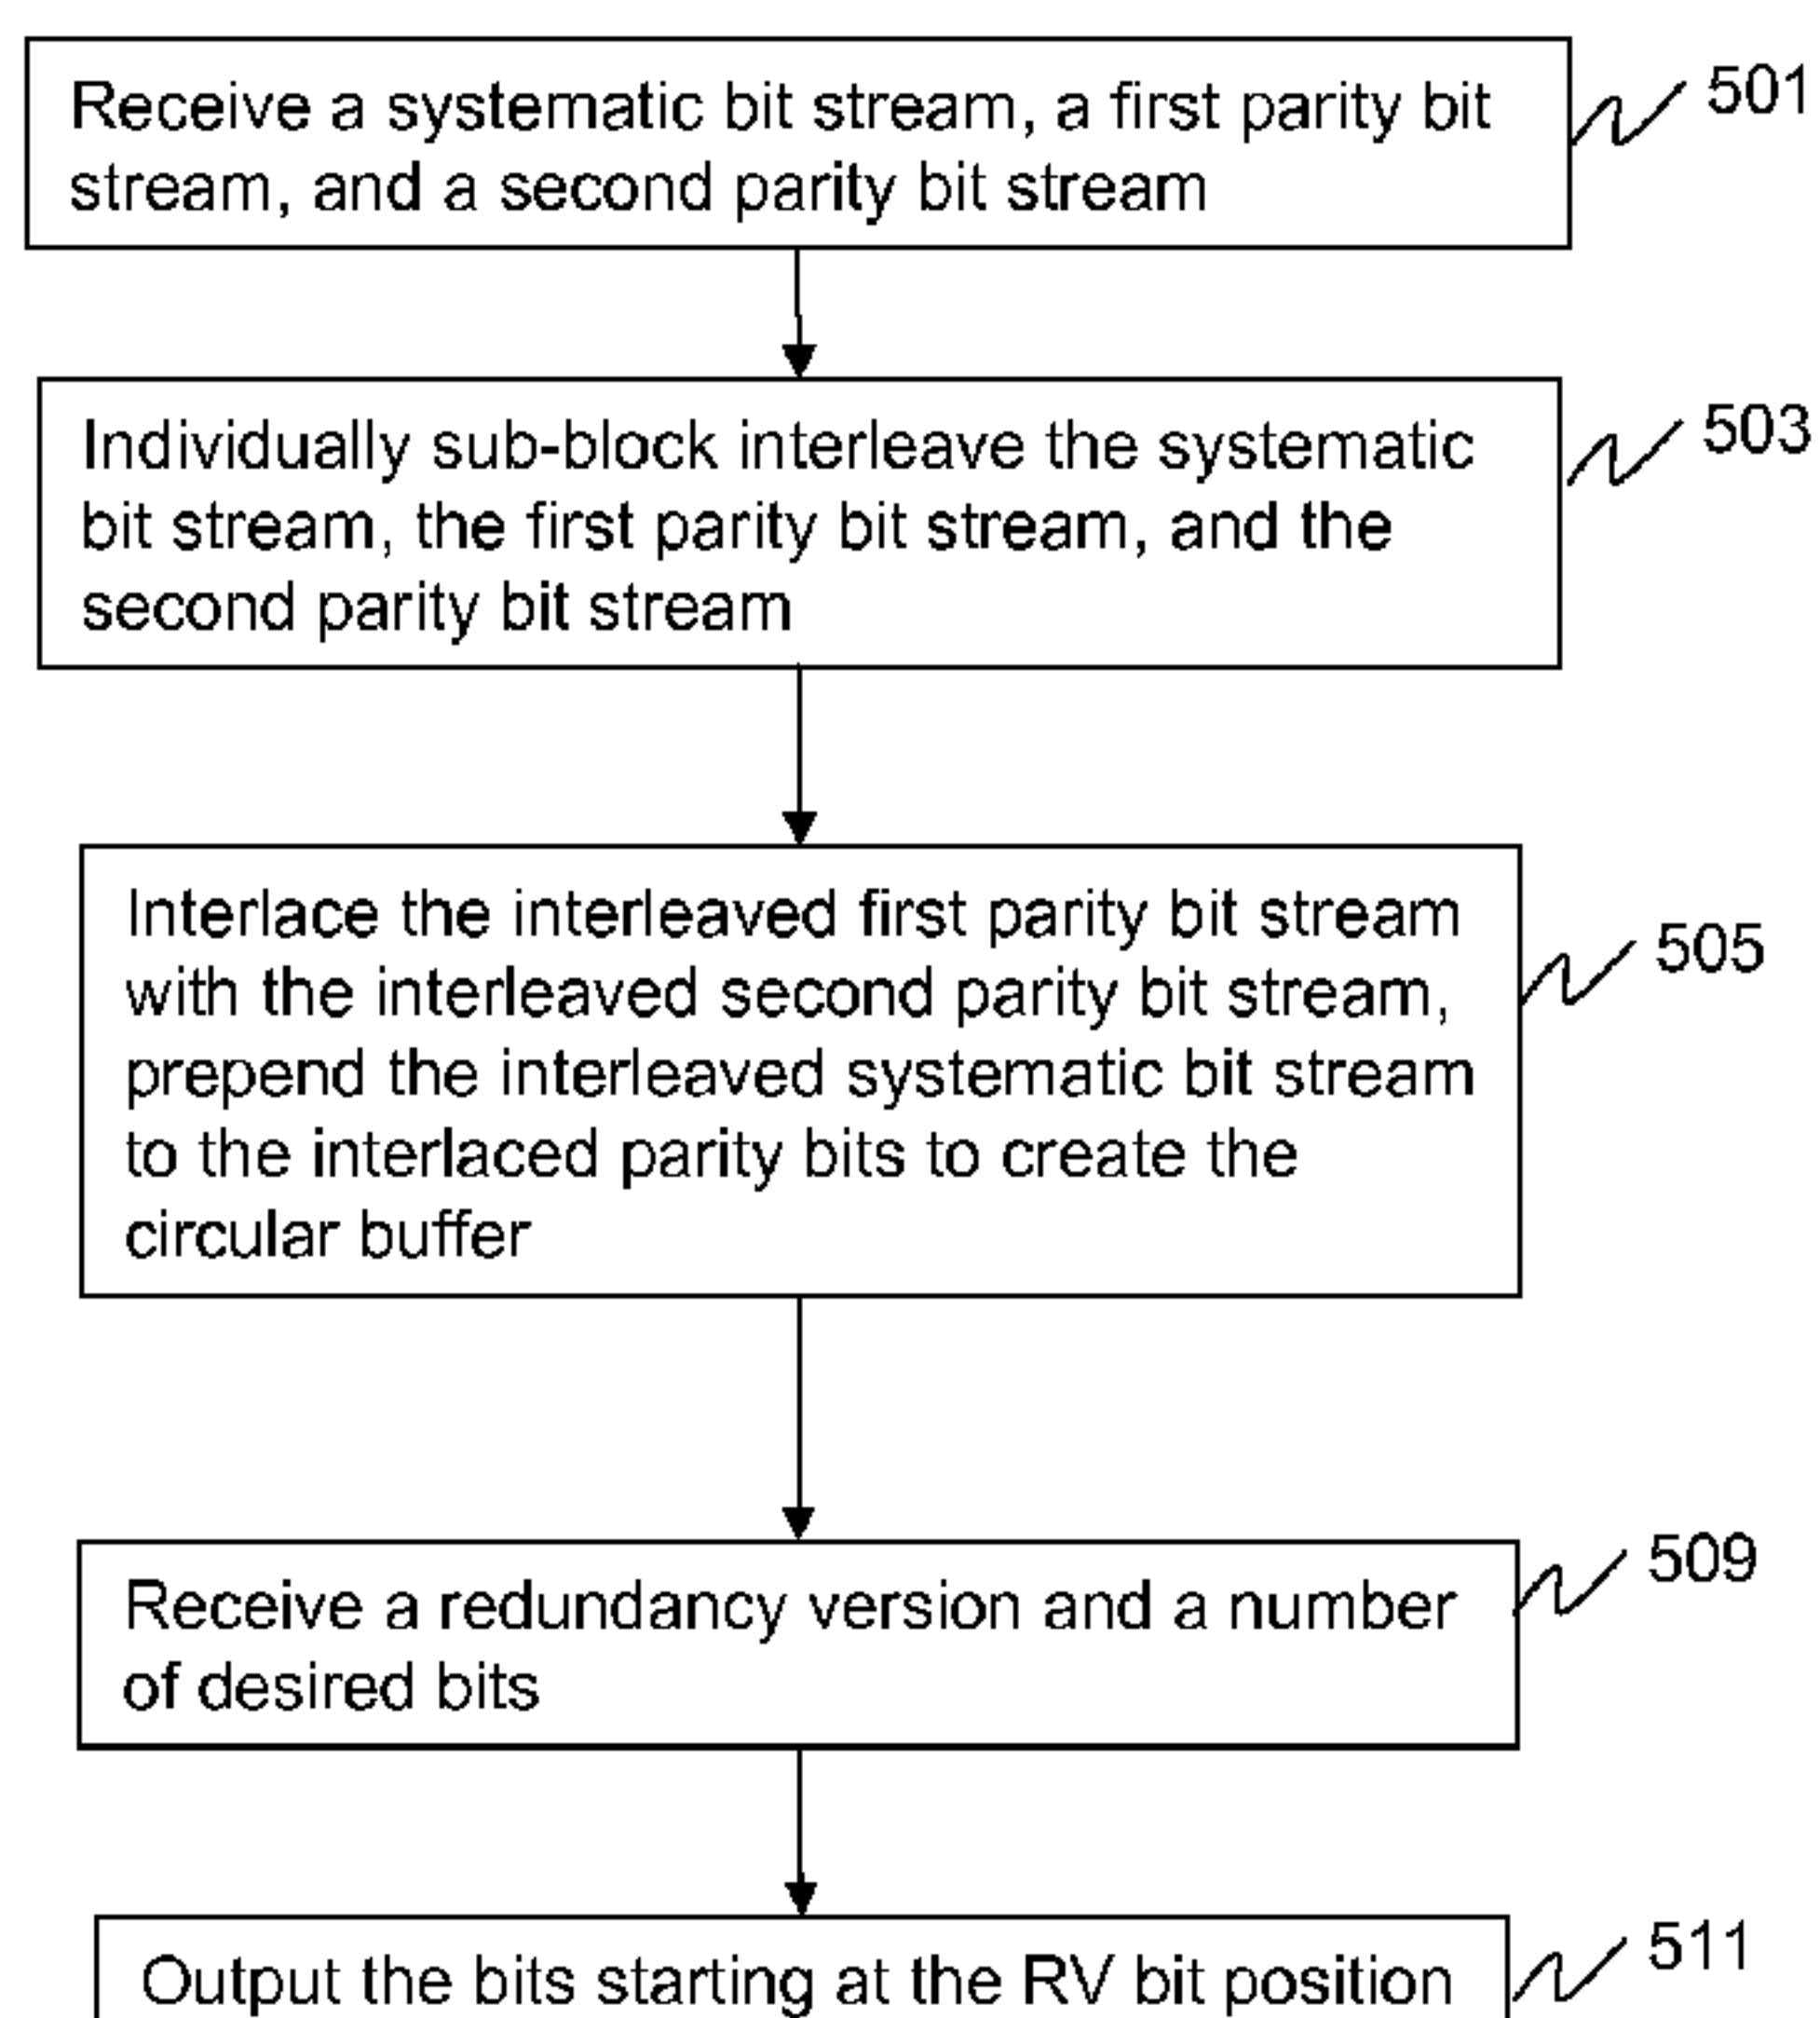 Receive a systematic bit stream, a first parity bit
stream, and a second parity bit stream
501
Individually sub-block interleave the systematic
bit stream, the first parity bit stream, and the
second parity bit stream
503
Interlace the interleaved first parity bit stream
with the interleaved second parity bit stream,
prepend the interleaved systematic bit stream
to the interlaced parity bits to create the
circular buffer
505
Receive a redundancy version and a number
of desired bits
509
Output the bits starting at the RV bit position
511